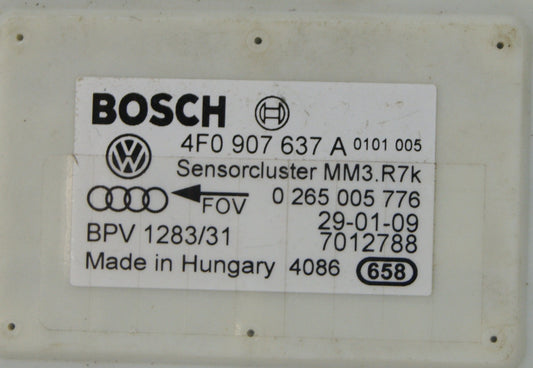 BOSCH
4F0 907 637 A 0101 005
Sensorcluster MM3.R7k
FOV 0 265 005 776
29-01-09
BPV 1283/31 7012788
Made in Hungary 4086 658